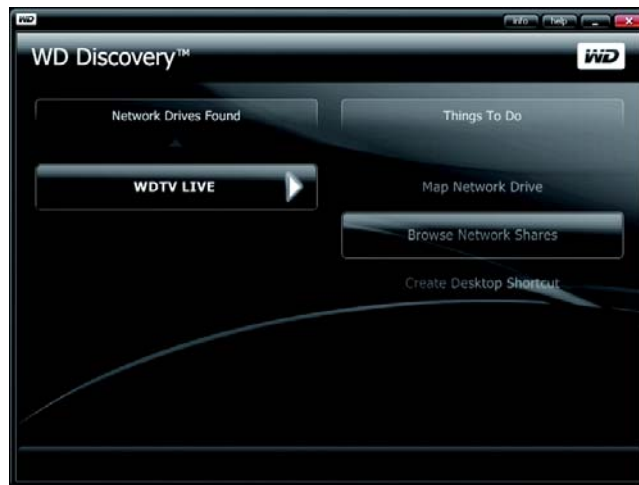 WD
info help
WD Discovery™
WD
Network Drives Found
Things To Do
WDTV LIVE
Map Network Drive
Browse Network Shares
Create Desktop Shortcut